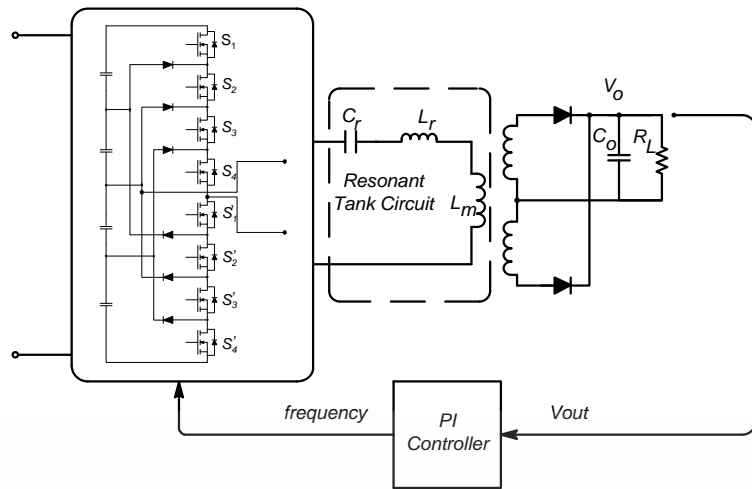 S1
S2
S3
S4
S'1
S'2
S'3
S'4
Cr
Lr
Resonant
Tank Circuit
Lm
Vo
Co
RL
frequency
PI
Controller
Vout